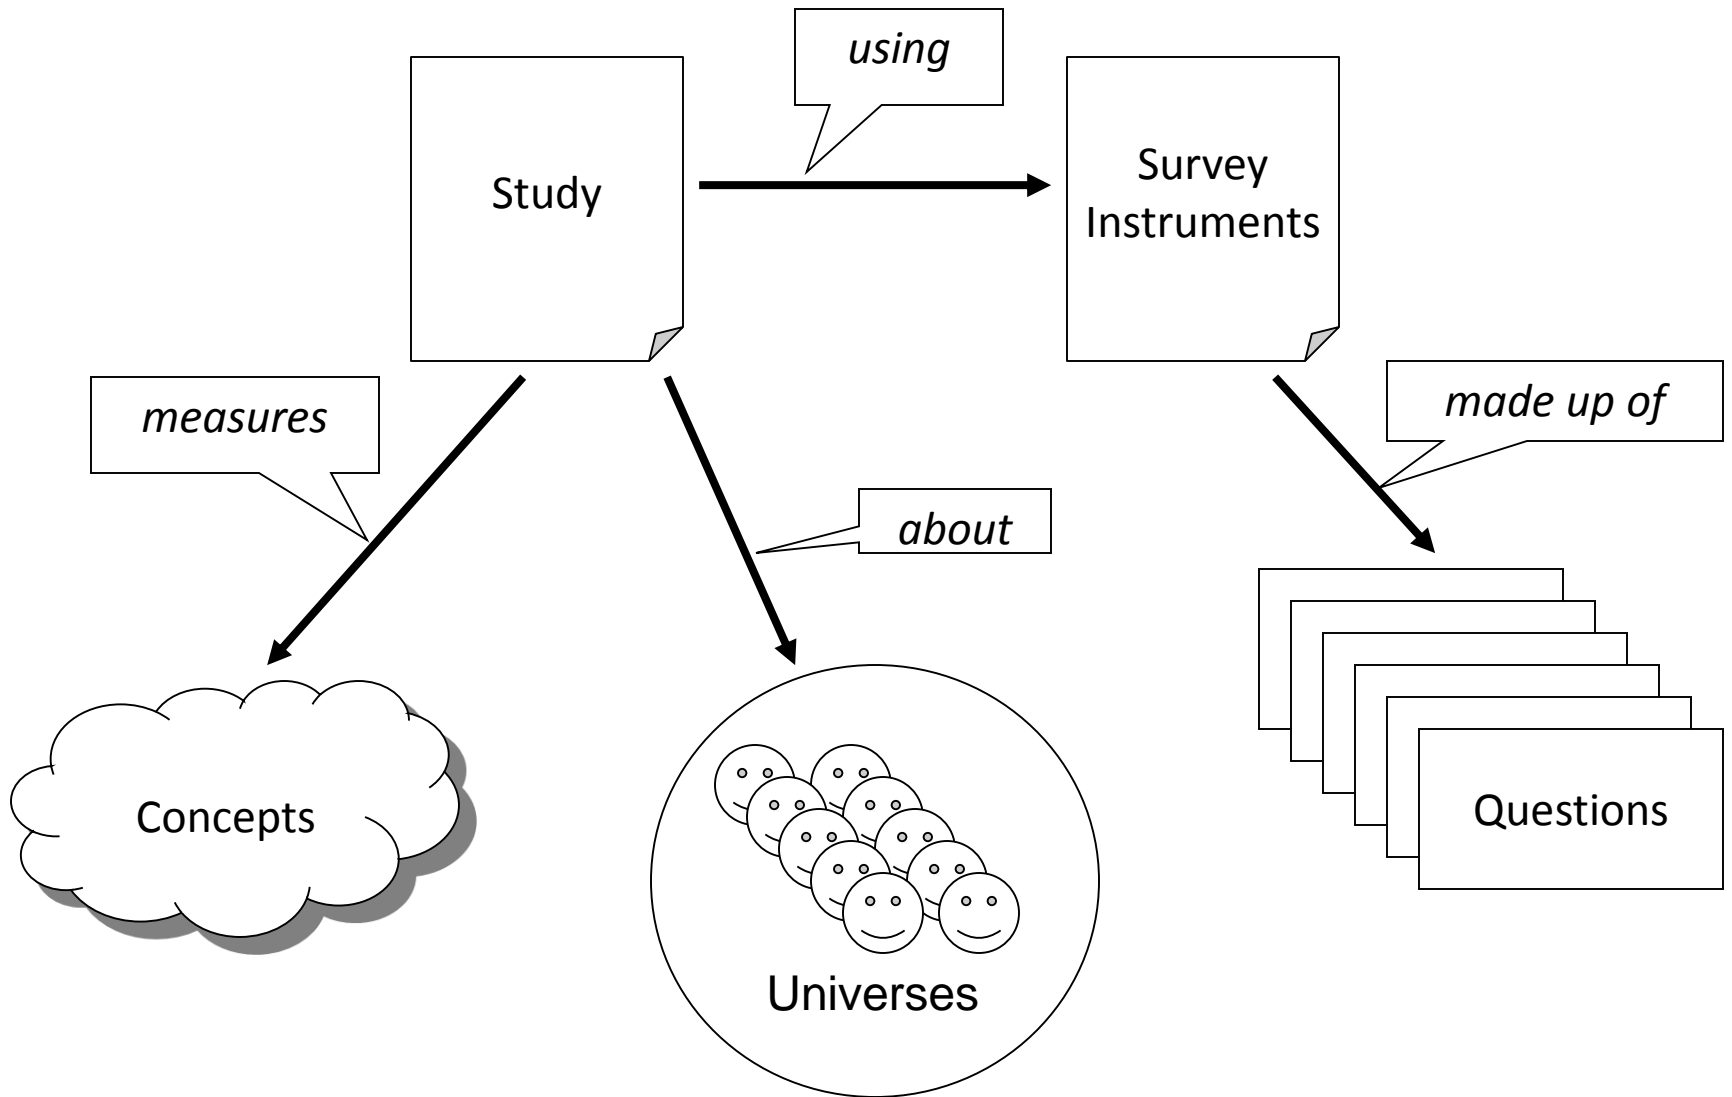 using
Study
Survey
Instruments
measures
made up of
about
Concepts
Questions
Universes